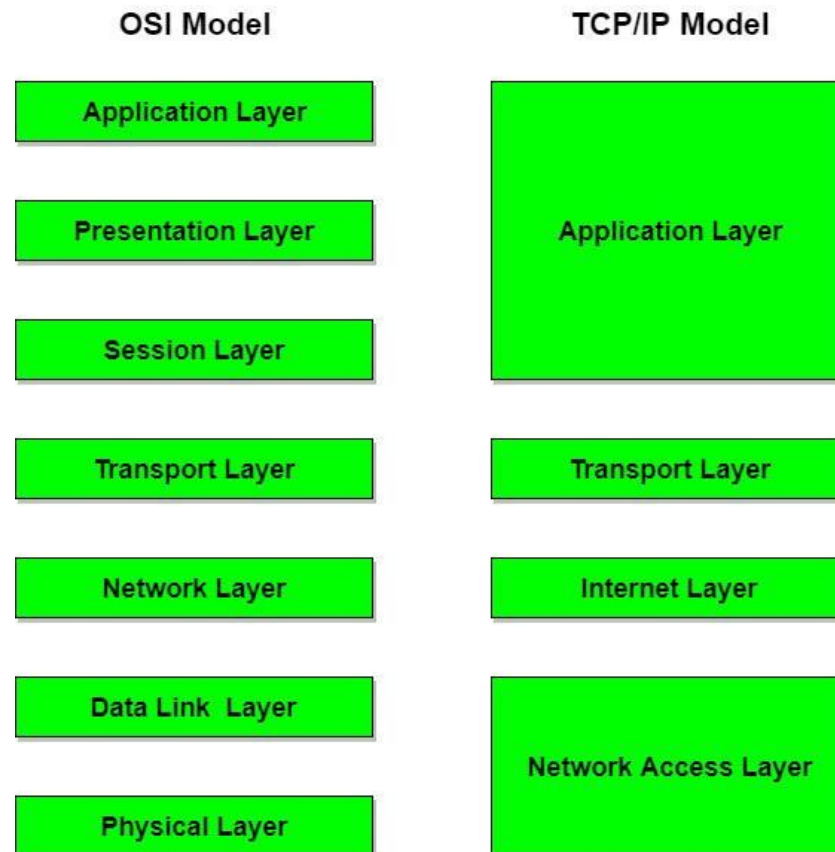 OSI Model
Application Layer
Presentation Layer
Session Layer
Transport Layer
Network Layer
Data Link  Layer
Physical Layer
TCP/IP Model
Application Layer
Transport Layer
Internet Layer
Network Access Layer